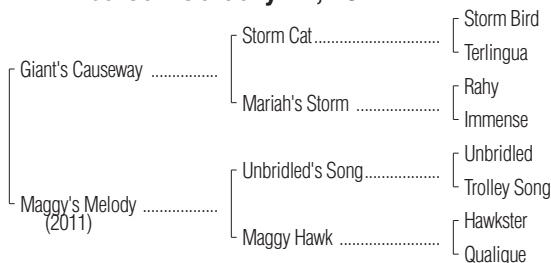 Storm Bird
Storm Cat
Terlingua
Giant's Causeway
Rahy
Mariah's Storm
Immense
Unbridled
Unbridled's Song
Trolley Song
Maggy's Melody
(2011)
Hawkster
Maggy Hawk
Qualique